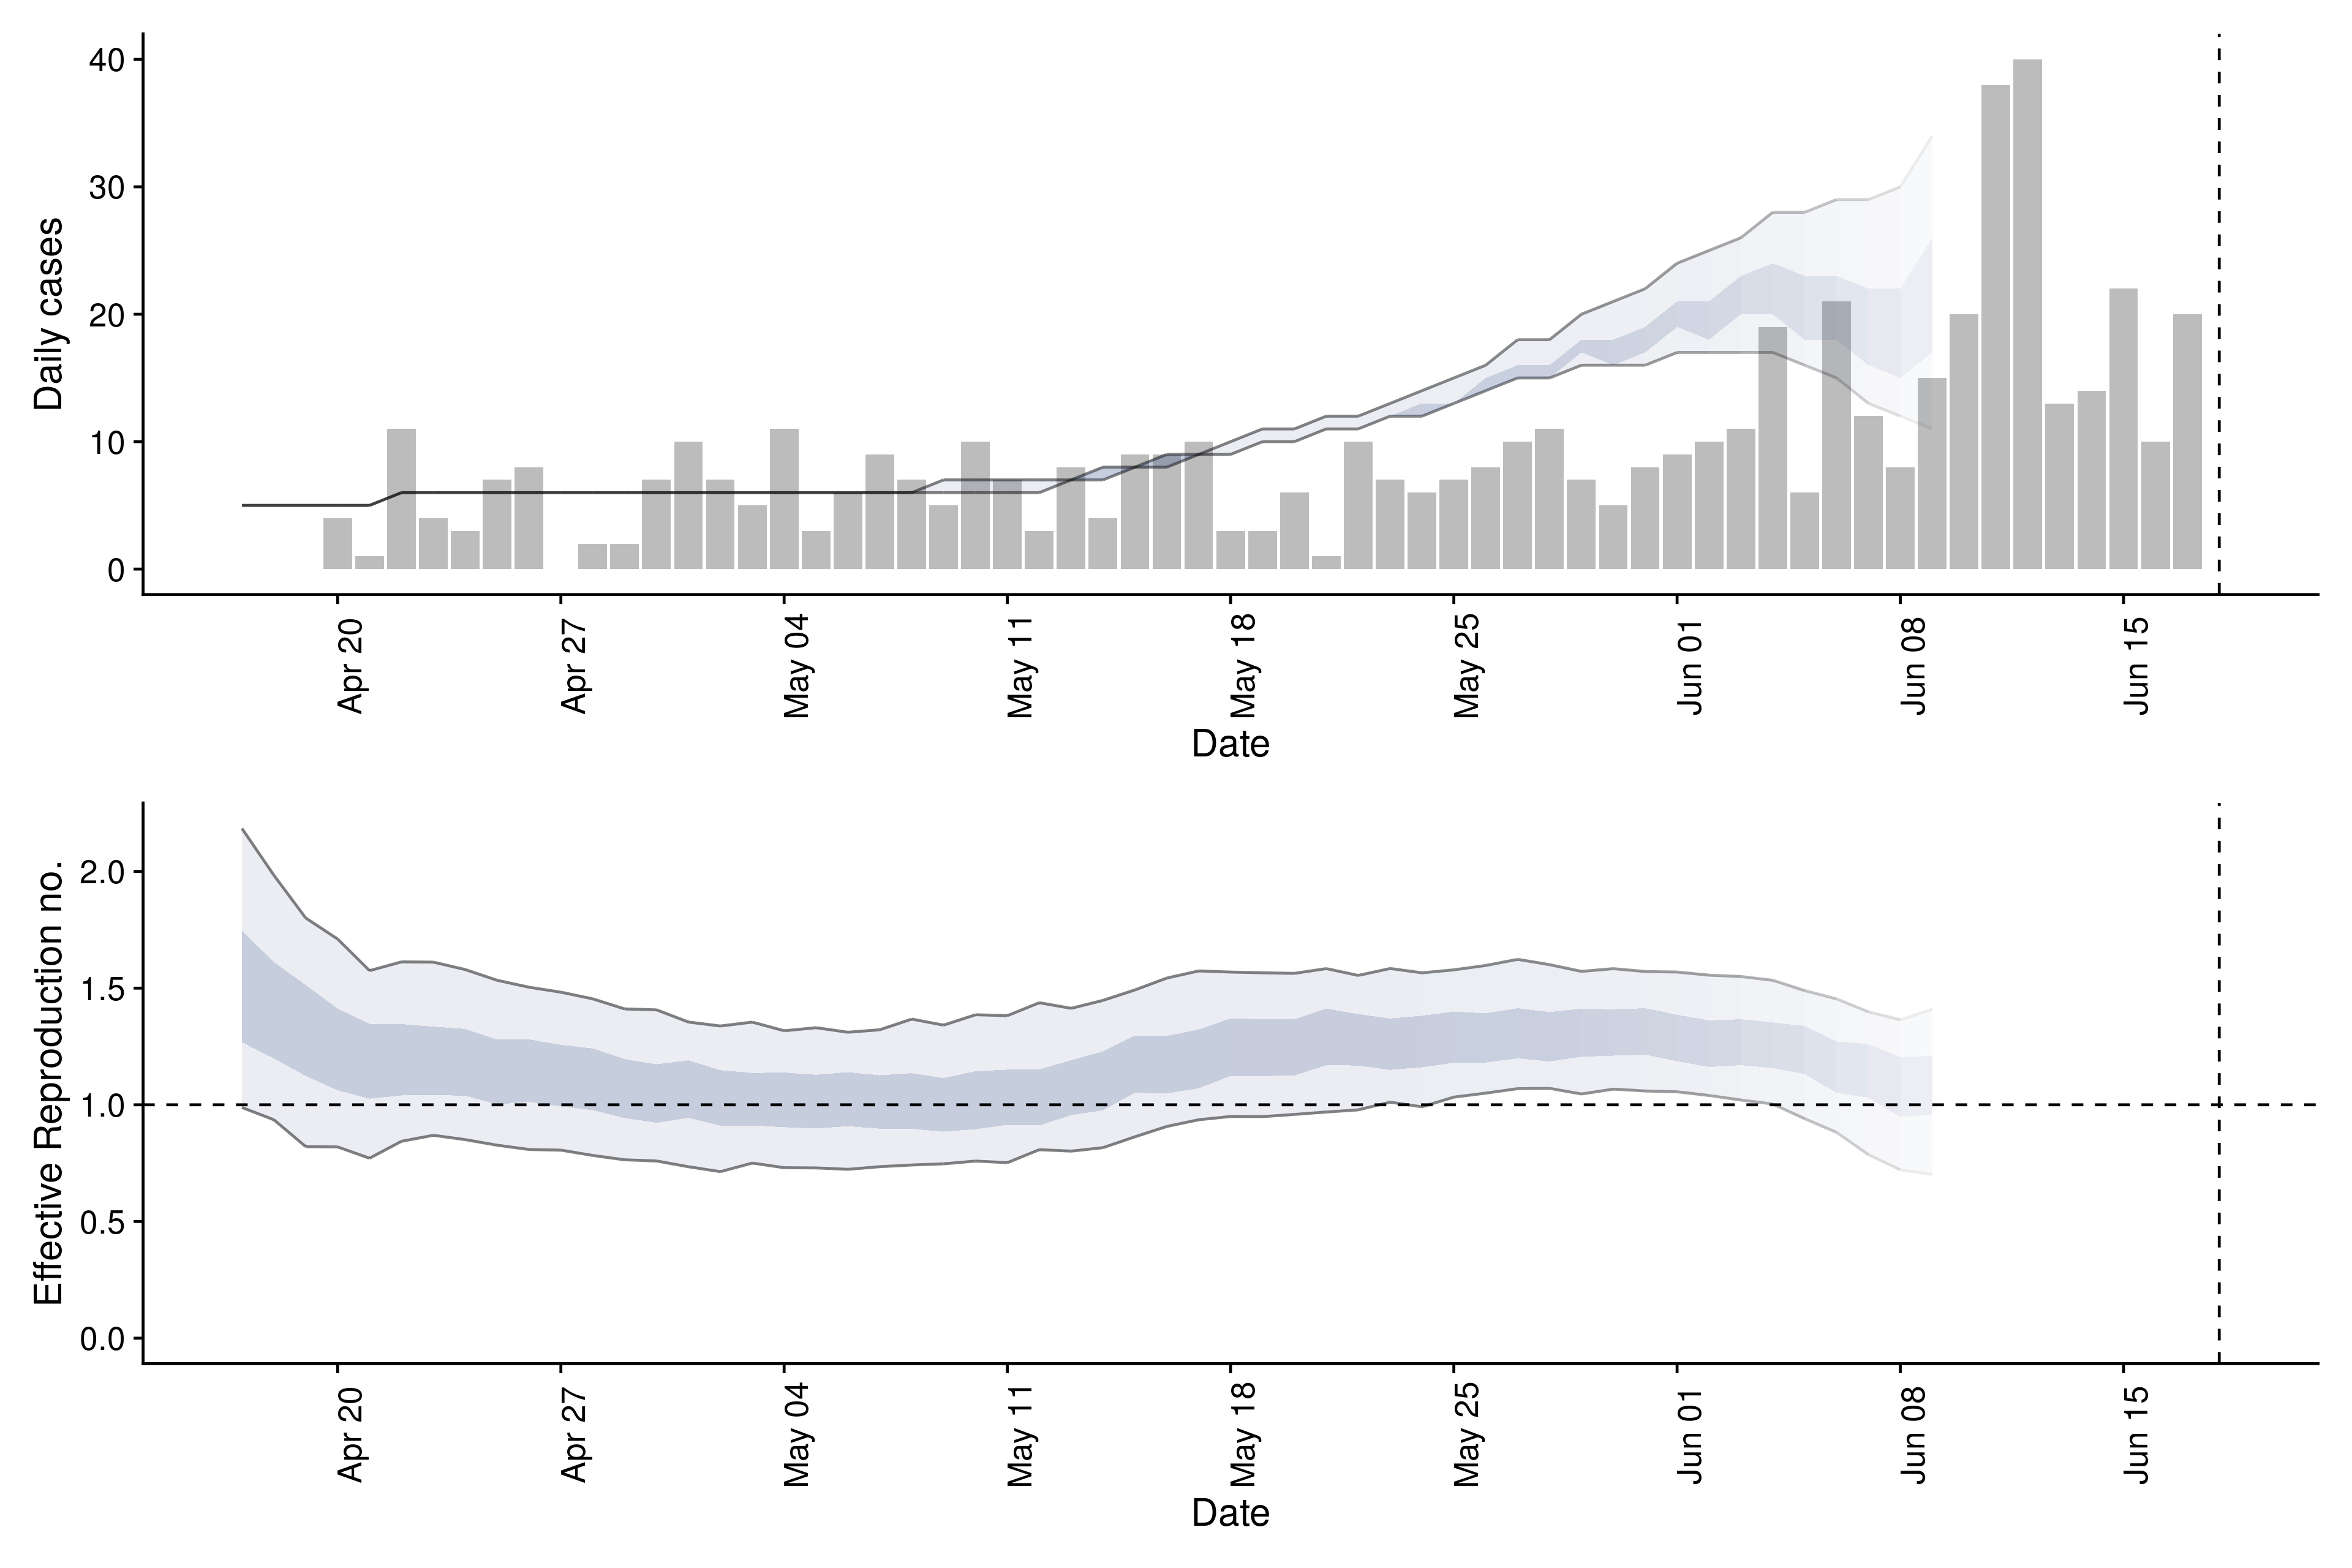 40
30
20
10
0
Daily cases
Apr 20
Apr 27
May 04
May 11
May 18
May 25
Jun 01
Jun 08
Jun 15
Date
2.0
1.5
1.0
0.5
0.0
Effective Reproduction no.
Apr 20
Apr 27
May 04
May 11
May 18
May 25
Jun 01
Jun 08
Jun 15
Date